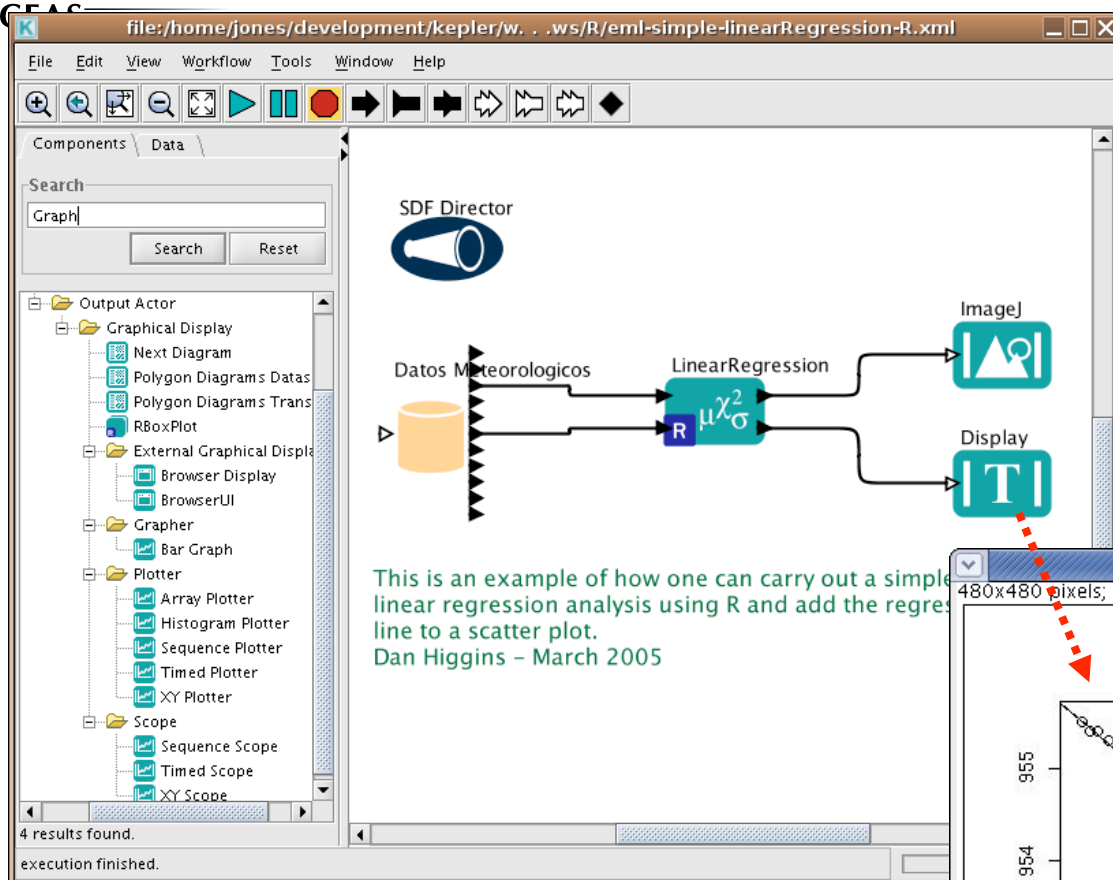 GEAS
file:/home/jones/development/kepler/w. . .ws/R/eml-simple-linearRegression-R.xml
File Edit View Workflow Tools Window Help
Components Data
Search
Graph
Search Reset
Output Actor
Graphical Display
Next Diagram
Polygon Diagrams Datas
Polygon Diagrams Trans
RBoxPlot
External Graphical Displa
Browser Display
BrowserUI
Grapher
Bar Graph
Plotter
Array Plotter
Histogram Plotter
Sequence Plotter
Timed Plotter
XY Plotter
Scope
Sequence Scope
Timed Scope
XY Scope
4 results found.
execution finished.
SDF Director
Datos Meteorologicos
LinearRegression
R μχ²σ
ImageJ
Display
T
This is an example of how one can carry out a simple
linear regression analysis using R and add the regres
line to a scatter plot.
Dan Higgins – March 2005
480x480 pixels;
955
954